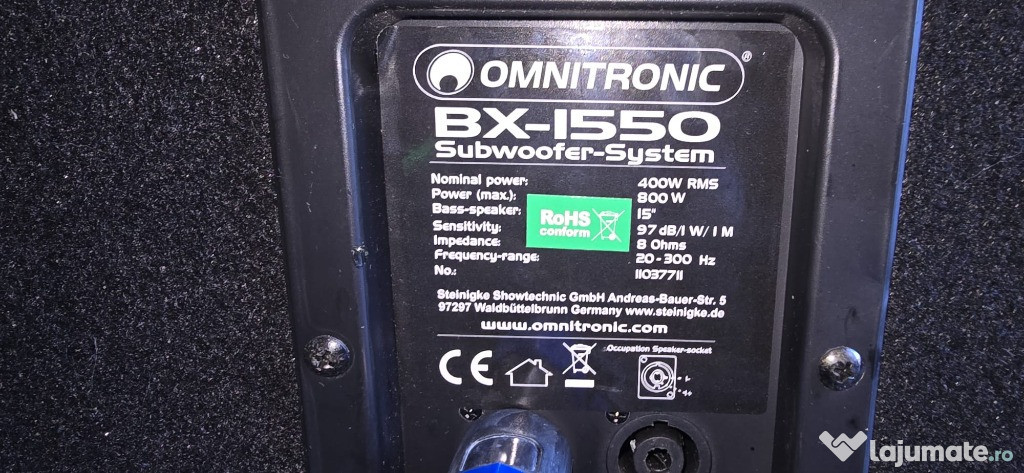 OMNITRONIC®
BX-1550
Subwoofer-System
Nominal power: 400W RMS
Power (max.): 800 W
Bass-speaker: 15"
Sensitivity: 97 dB/1 W/ 1 M
Impedance: 8 Ohms
Frequency-range: 20-300 Hz
No.: 11037711
RoHS
conform
Steinigke Showtechnic GmbH Andreas-Bauer-Str. 5
97297 Waldbüttelbrunn Germany www.steinigke.de
www.omnitronic.com
CE
Occupation Speaker-socket
1-
1+
lajumate.ro